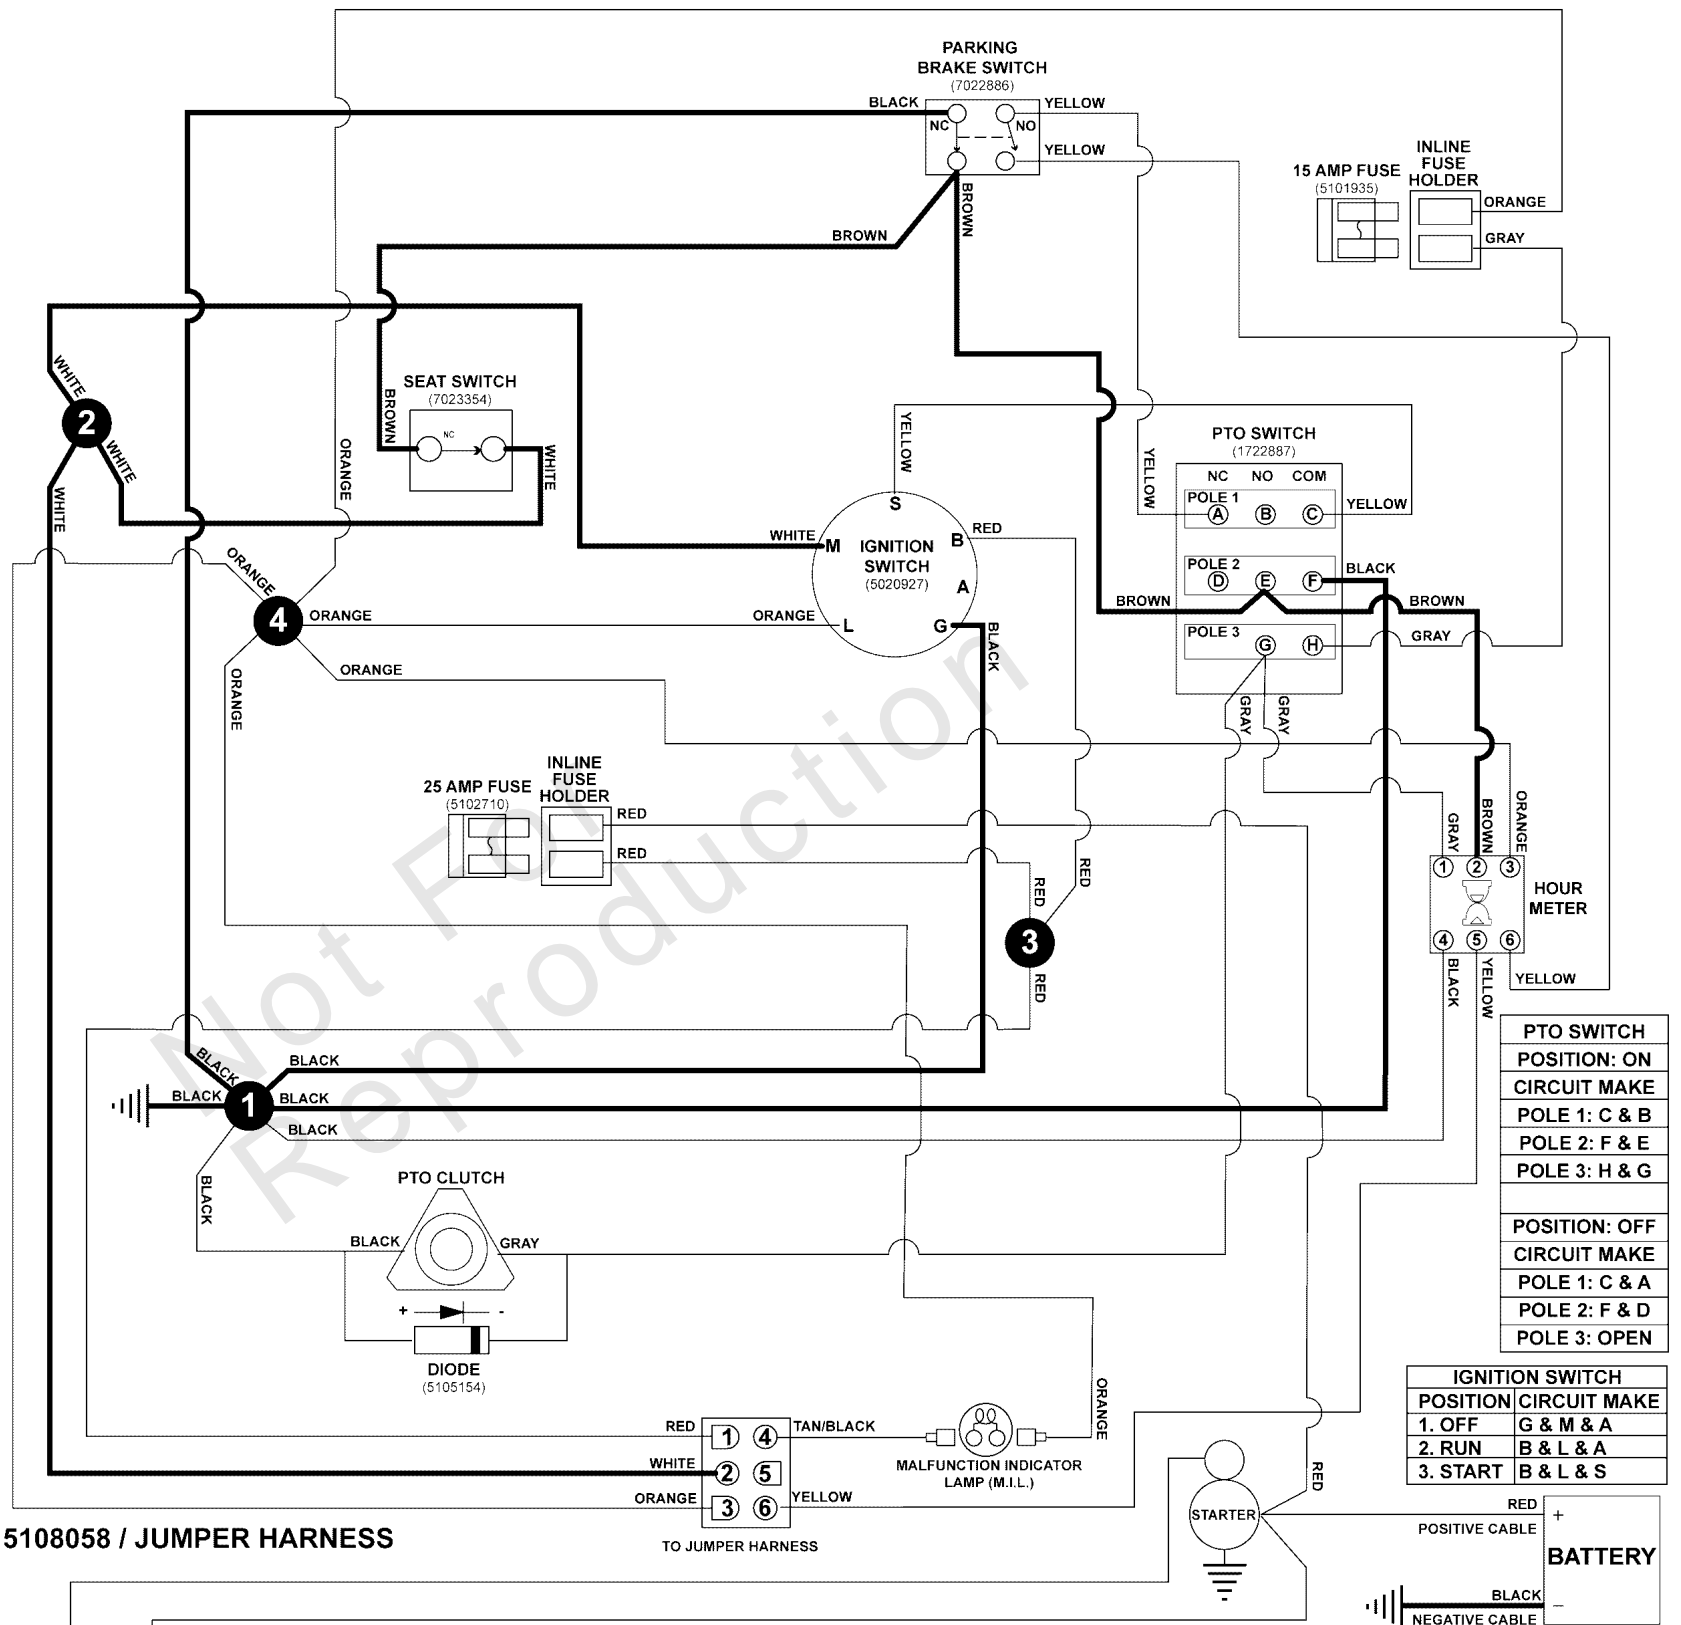 PARKING
BRAKE SWITCH
(7022886)
BLACK
YELLOW
NC
NO
YELLOW
BROWN
BROWN
INLINE
FUSE
HOLDER
15 AMP FUSE
(5101935)
ORANGE
GRAY
WHITE
2
WHITE
WHITE
SEAT SWITCH
(7023354)
BROWN
NC
WHITE
ORANGE
YELLOW
YELLOW
PTO SWITCH
(1722887)
NC NO COM
POLE 1
A B C
YELLOW
POLE 2
D E F
BLACK
BROWN
BROWN
POLE 3
G H
GRAY
GRAY
GRAY
S
WHITE
M
B
RED
IGNITION
SWITCH
(5020927)
A
ORANGE
L
G
BLACK
ORANGE
4
ORANGE
ORANGE
ORANGE
INLINE
FUSE
HOLDER
25 AMP FUSE
(5102710)
RED
RED
RED
RED
3
RED
GRAY
BROWN
ORANGE
1 2 3
HOUR
METER
4 5 6
BLACK
YELLOW
YELLOW
Not For
Reproduction
BLACK
BLACK
BLACK
1
BLACK
BLACK
BLACK
PTO CLUTCH
BLACK
GRAY
+ -
DIODE
(5105154)
PTO SWITCH
POSITION: ON
CIRCUIT MAKE
POLE 1: C & B
POLE 2: F & E
POLE 3: H & G
POSITION: OFF
CIRCUIT MAKE
POLE 1: C & A
POLE 2: F & D
POLE 3: OPEN
IGNITION SWITCH
POSITION CIRCUIT MAKE
1. OFF G & M & A
2. RUN B & L & A
3. START B & L & S
ORANGE
RED
1 4
TAN/BLACK
WHITE
2 5
ORANGE
3 6
YELLOW
MALFUNCTION INDICATOR
LAMP (M.I.L.)
TO JUMPER HARNESS
5108058 / JUMPER HARNESS
RED
STARTER
RED
POSITIVE CABLE
+
BATTERY
BLACK
NEGATIVE CABLE
–